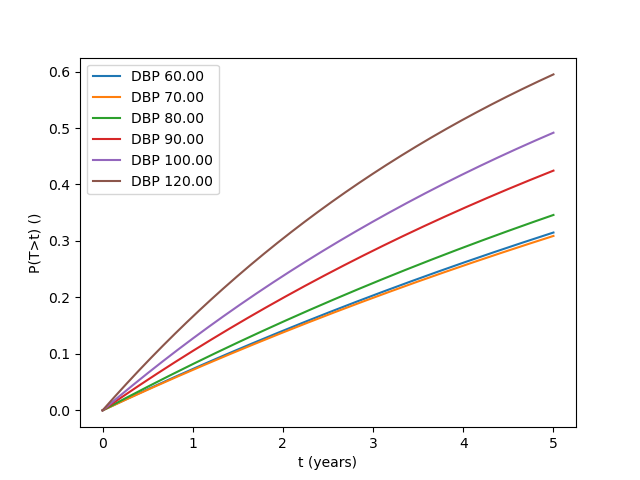 DBP 60.00
DBP 70.00
DBP 80.00
DBP 90.00
DBP 100.00
DBP 120.00
P(T>t) ()
0.6
0.5
0.4
0.3
0.2
0.1
0.0
0 1 2 3 4 5
t (years)